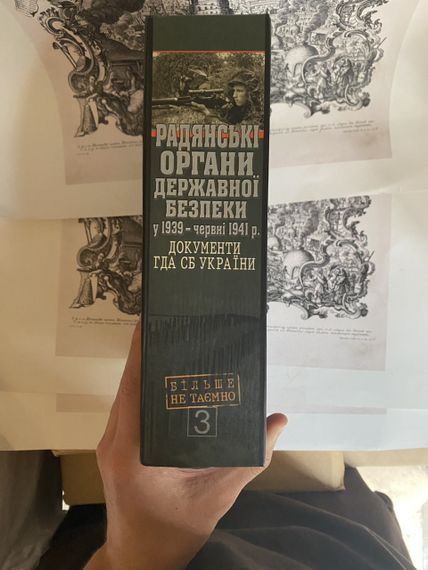 РАДЯНСЬКІ
ОРГАНИ
ДЕРЖАВНОЇ
БЕЗПЕКИ
у 1939 – червні 1941 р.
ДОКУМЕНТИ
ГДА СБ УКРАЇНИ
БІЛЬШЕ
НЕ ТАЄМНО
3